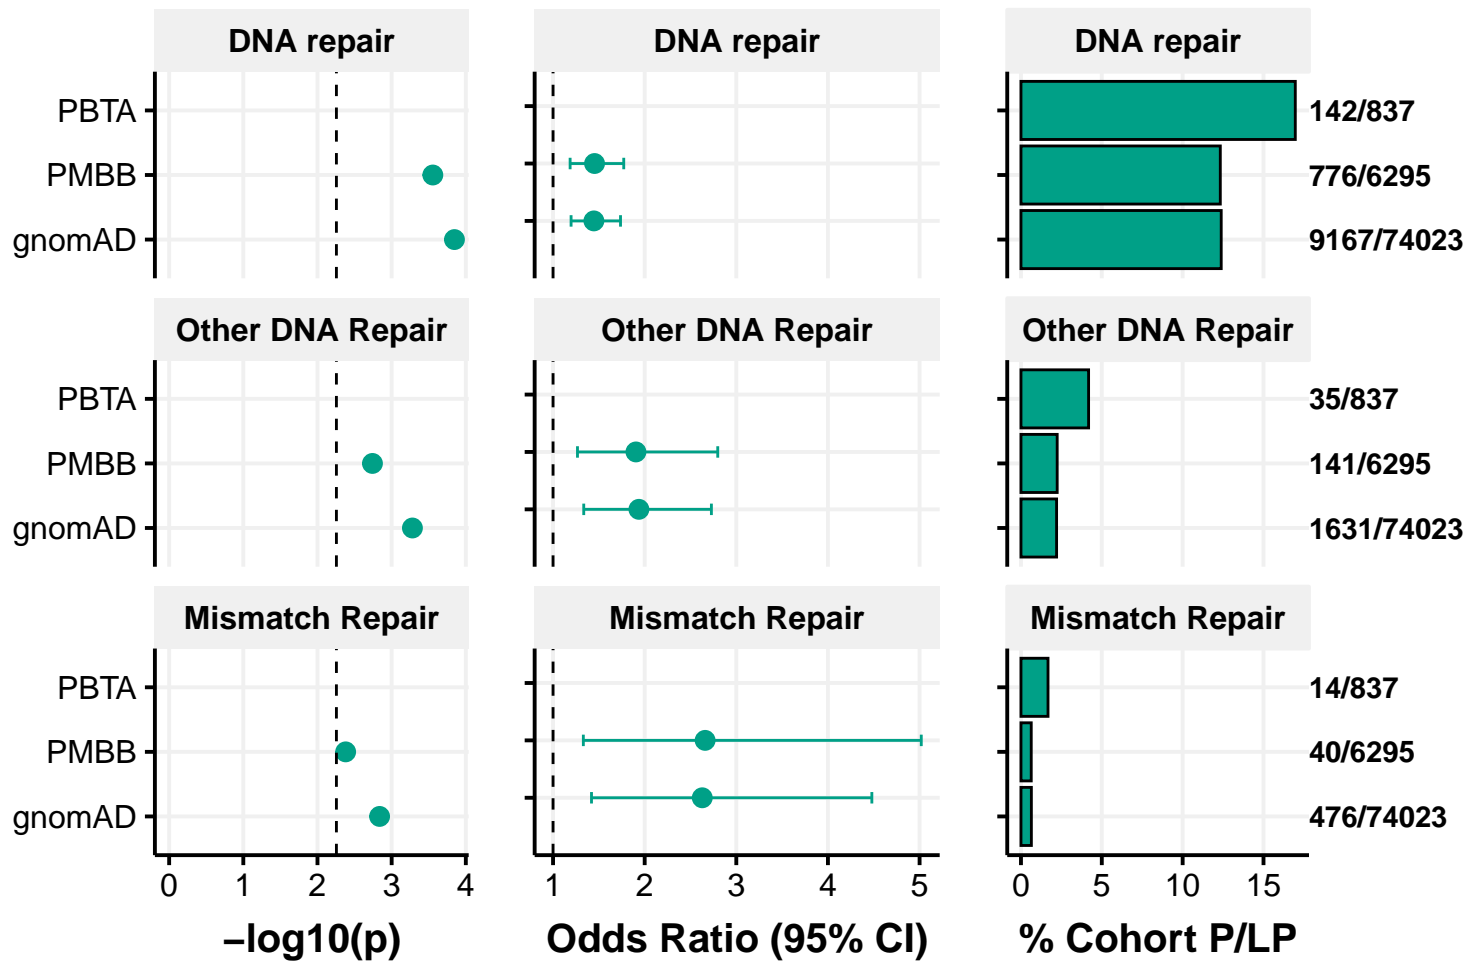 DNA repair
DNA repair
DNA repair
PBTA
142/837
PMBB
776/6295
gnomAD
9167/74023
Other DNA Repair
Other DNA Repair
Other DNA Repair
PBTA
35/837
PMBB
141/6295
gnomAD
1631/74023
Mismatch Repair
Mismatch Repair
Mismatch Repair
PBTA
14/837
PMBB
40/6295
gnomAD
476/74023
0 1 2 3 4
1 2 3 4 5
0 5 10 15
−log10(p)
Odds Ratio (95% CI)
% Cohort P/LP